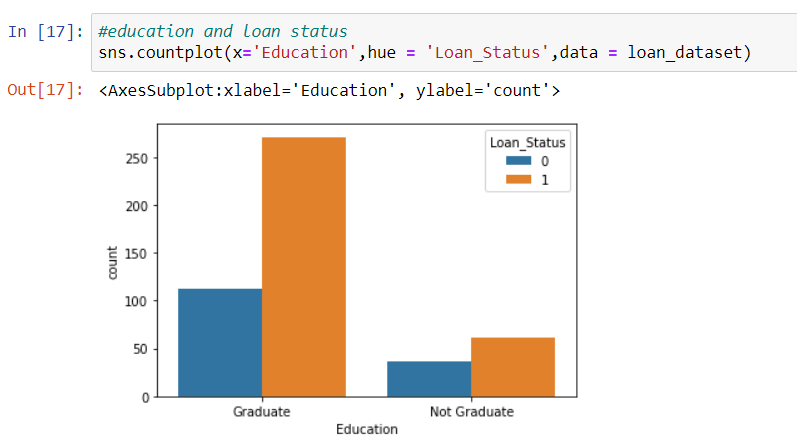 In [17]: #education and loan status
sns.countplot(x='Education',hue = 'Loan_Status',data = loan_dataset)
Out[17]: <AxesSubplot:xlabel='Education', ylabel='count'>
Loan_Status
0
1
250
200
150
100
50
0
count
Graduate Not Graduate
Education